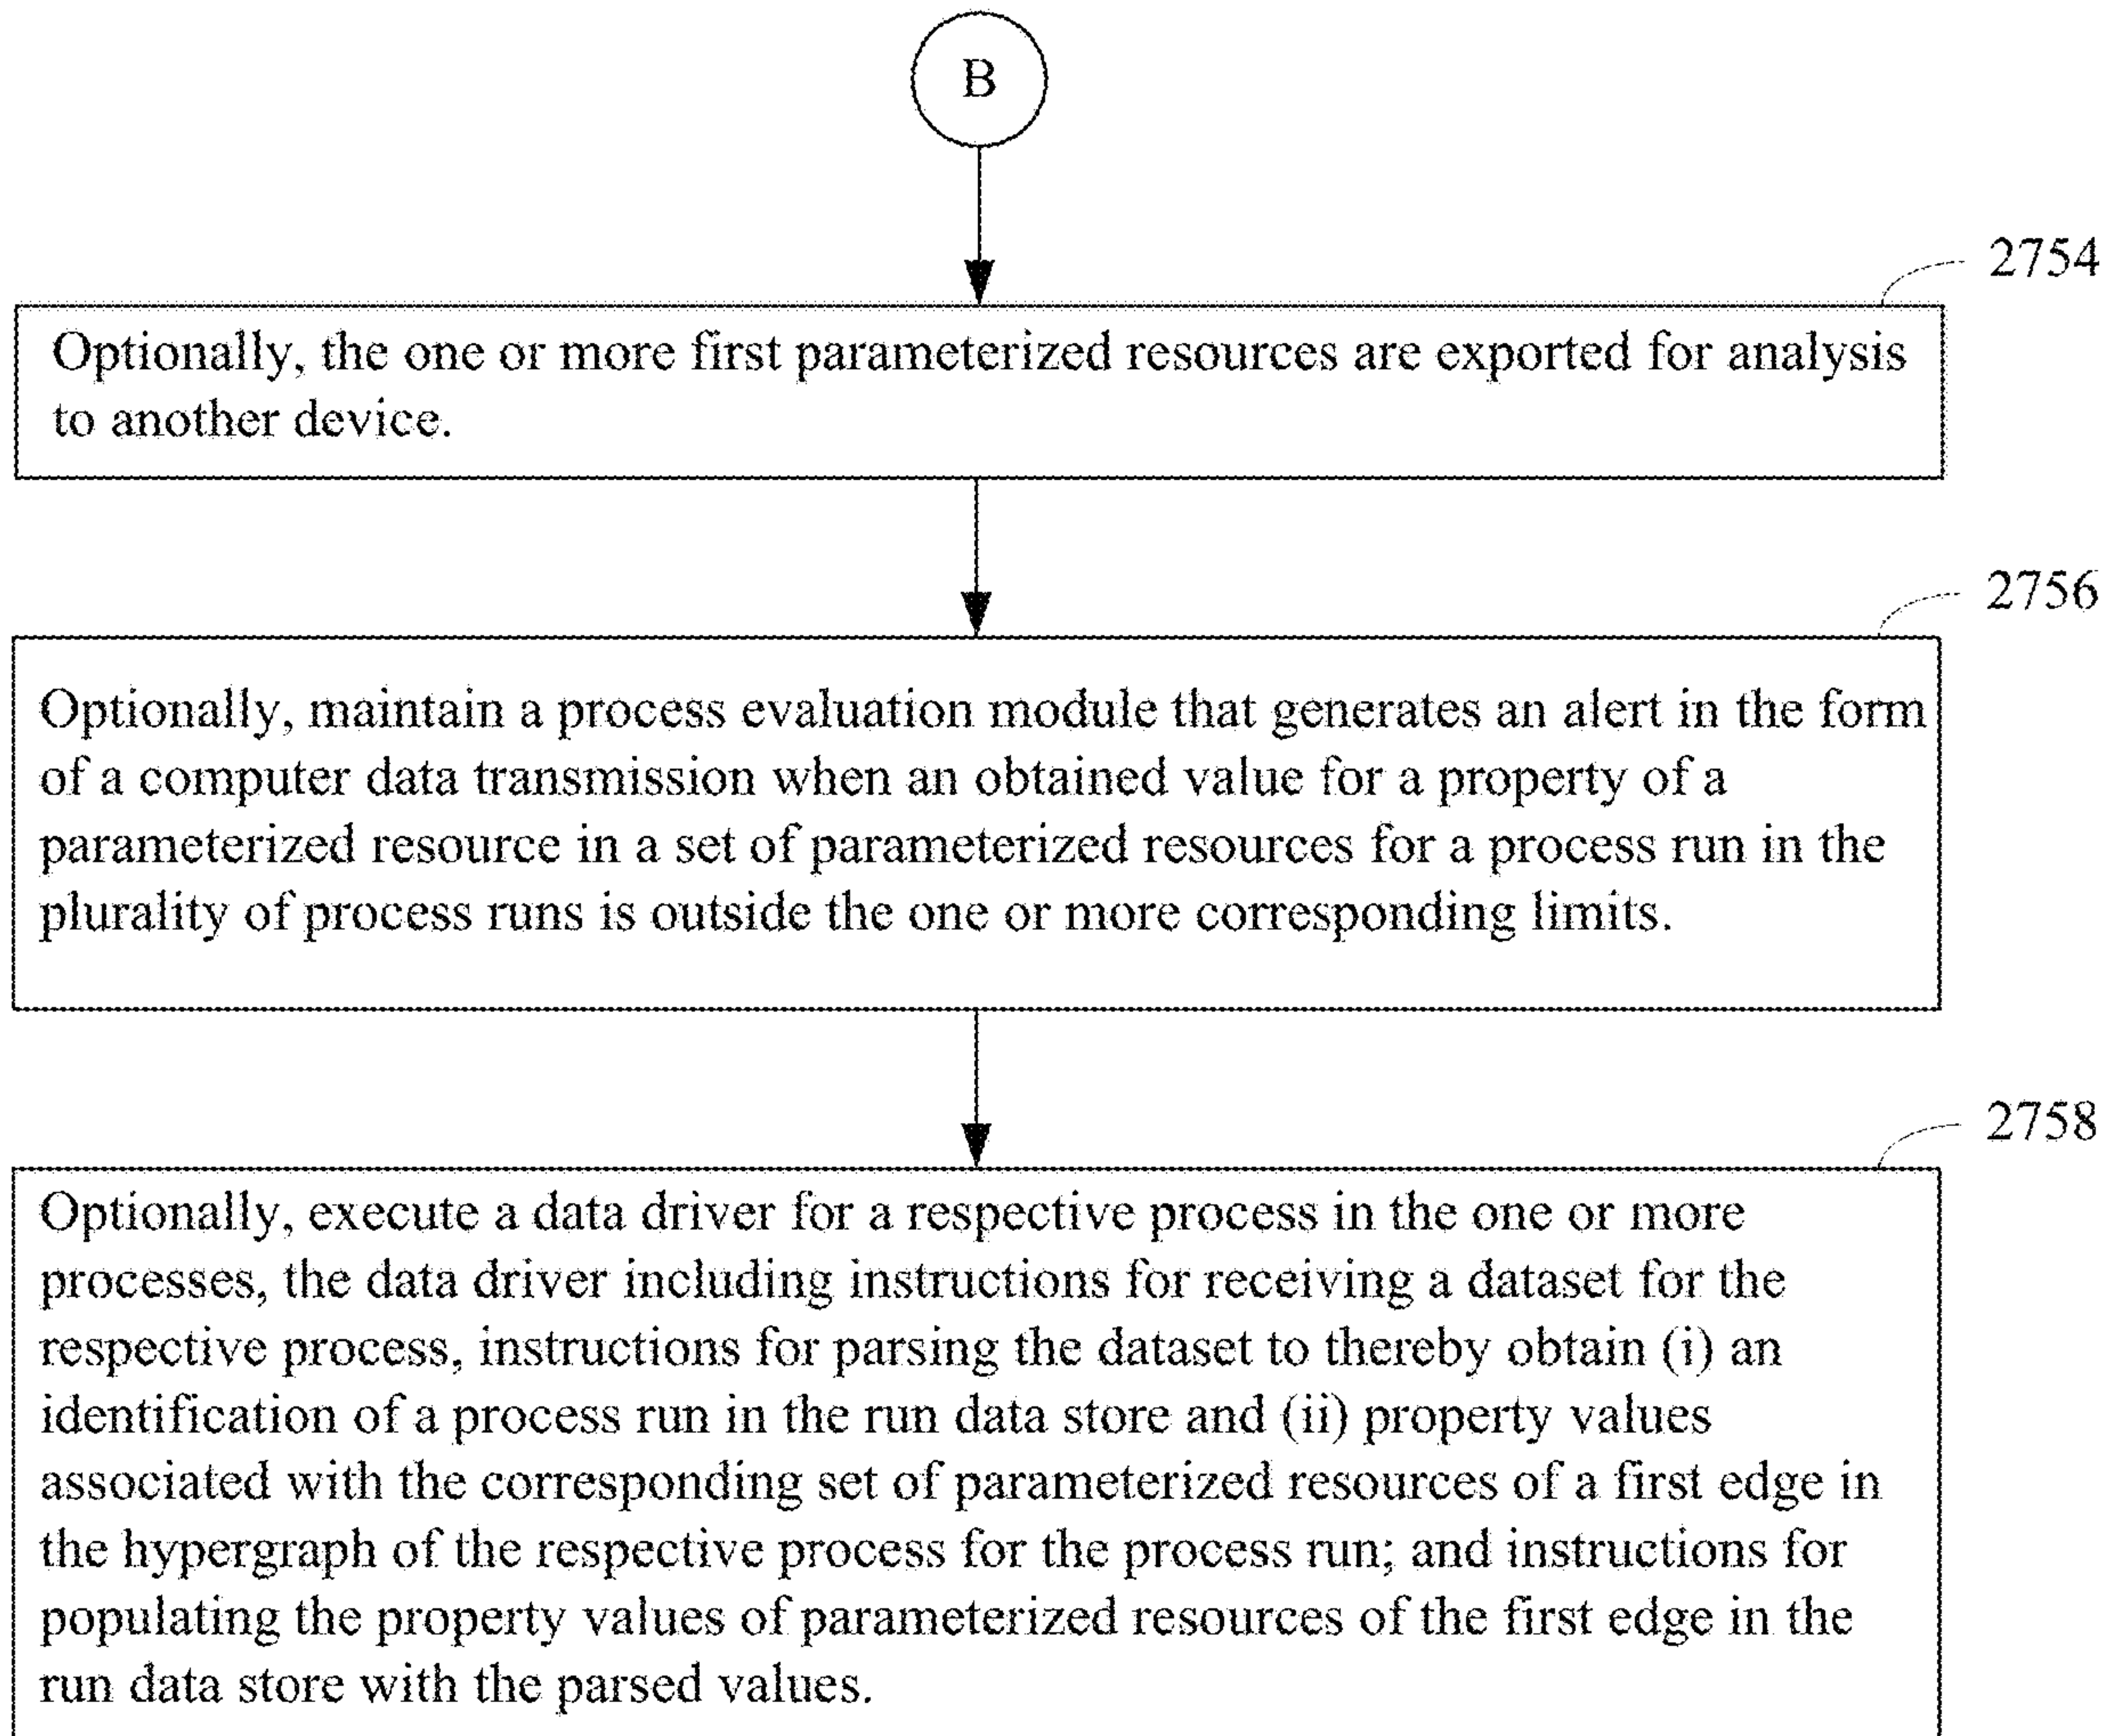 B
2754
Optionally, the one or more first parameterized resources are exported for analysis
to another device.
2756
Optionally, maintain a process evaluation module that generates an alert in the form
of a computer data transmission when an obtained value for a property of a
parameterized resource in a set of parameterized resources for a process run in the
plurality of process runs is outside the one or more corresponding limits.
2758
Optionally, execute a data driver for a respective process in the one or more
processes, the data driver including instructions for receiving a dataset for the
respective process, instructions for parsing the dataset to thereby obtain (i) an
identification of a process run in the run data store and (ii) property values
associated with the corresponding set of parameterized resources of a first edge in
the hypergraph of the respective process for the process run; and instructions for
populating the property values of parameterized resources of the first edge in the
run data store with the parsed values.